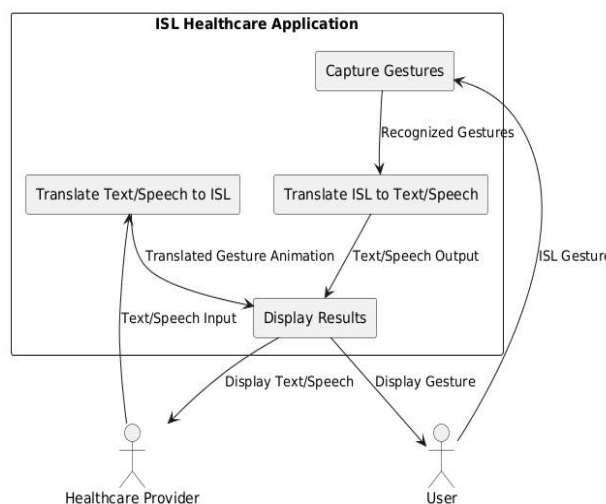 ISL Healthcare Application
Capture Gestures
Recognized Gestures
Translate Text/Speech to ISL
Translate ISL to Text/Speech
Translated Gesture Animation
Text/Speech Output
ISL Gesture
Text/Speech Input
Display Results
Display Text/Speech
Display Gesture
Healthcare Provider
User